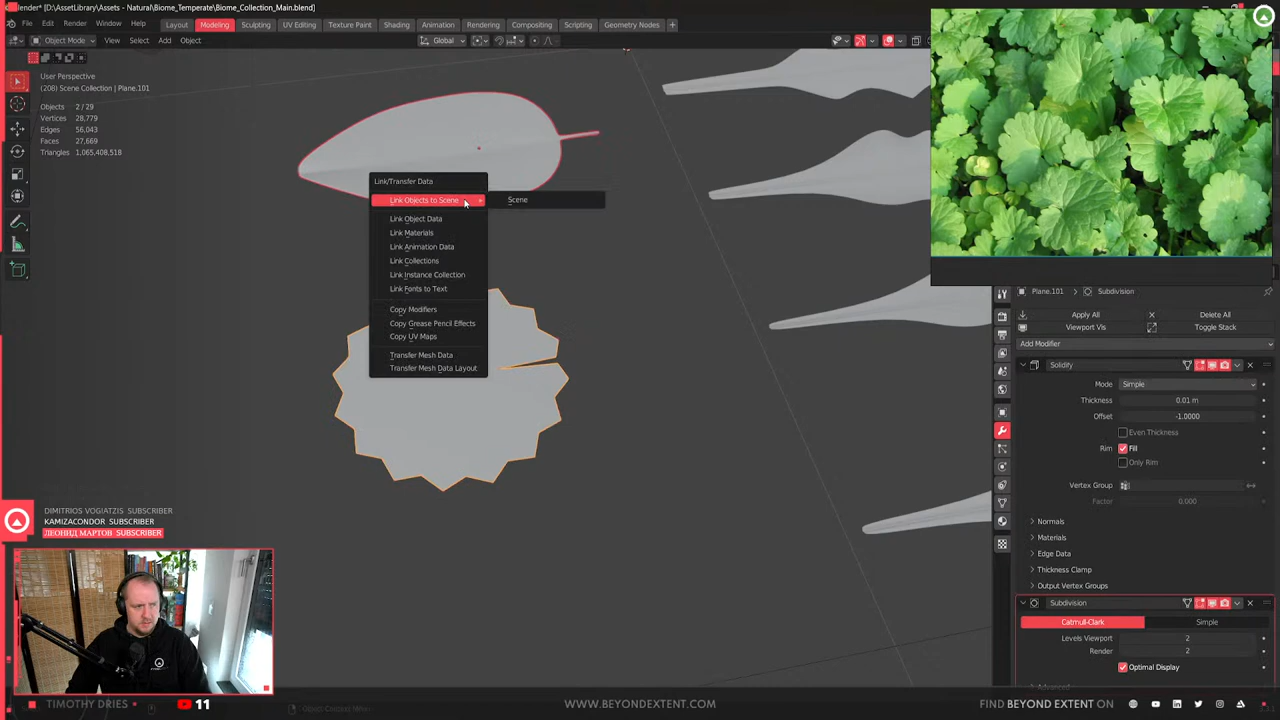 Blender* [D:\AssetLibrary\Assets - Natural\Biome_Temperate\Biome_Collection_Main.blend]
File Edit Render Window Help
Layout Modeling Sculpting UV Editing Texture Paint Shading Animation Rendering Compositing Scripting Geometry Nodes +
Object Mode View Select Add Object Global
User Perspective
(208) Scene Collection | Plane.101
Objects 2 / 29
Vertices 28,779
Edges 56,043
Faces 27,669
Triangles 1,065,408,518
Link/Transfer Data
Link Objects to Scene Scene
Link Object Data
Link Materials
Link Animation Data
Link Collections
Link Instance Collection
Link Fonts to Text
Copy Modifiers
Copy Grease Pencil Effects
Copy UV Maps
Transfer Mesh Data
Transfer Mesh Data Layout
Plane.101 > Subdivision
Apply All Delete All
Viewport Vis Toggle Stack
Add Modifier
Solidify
Mode Simple
Thickness 0.01 m
Offset -1.0000
Even Thickness
Rim Fill
Only Rim
Vertex Group
Factor 0.000
Normals
Materials
Edge Data
Thickness Clamp
Output Vertex Groups
Subdivision
Catmull-Clark Simple
Levels Viewport 2
Render 2
Optimal Display
Advanced
DIMITRIOS VOGIATZIS SUBSCRIBER
KAMIZACONDOR SUBSCRIBER
ЛЕОНИД МАРТОВ SUBSCRIBER
TIMOTHY DRIES 11 WWW.BEYONDEXTENT.COM FIND BEYOND EXTENT ON